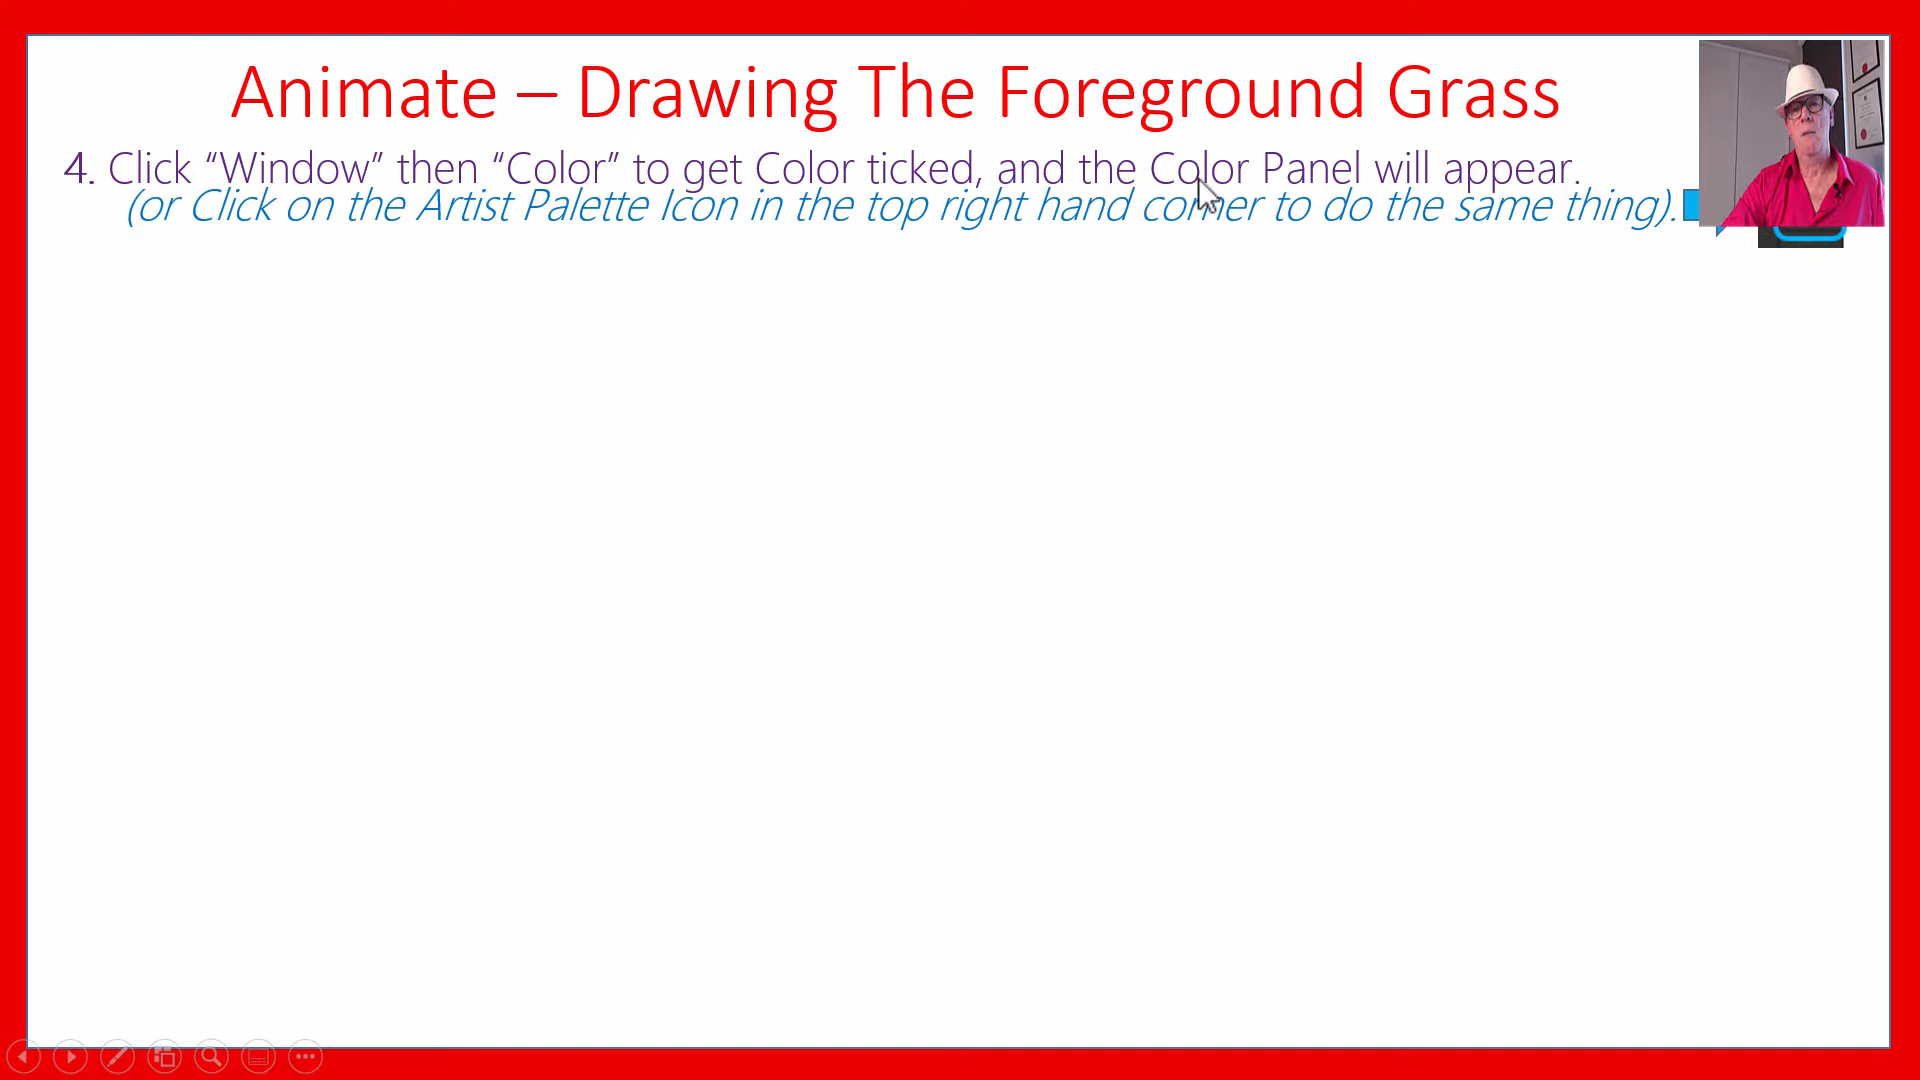 Animate – Drawing The Foreground Grass
4. Click “Window” then “Color” to get Color ticked, and the Color Panel will appear.
(or Click on the Artist Palette Icon in the top right hand corner to do the same thing).